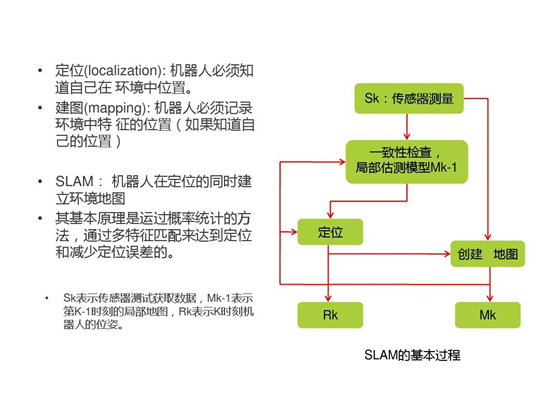 • 定位(localization): 机器人必须知
道自己在 环境中位置。
• 建图(mapping): 机器人必须记录
环境中特 征的位置（如果知道自
己的位置）
• SLAM： 机器人在定位的同时建
立环境地图
• 其基本原理是运过概率统计的方
法，通过多特征匹配来达到定位
和减少定位误差的。
• Sk表示传感器测试获取数据，Mk-1表示
第K-1时刻的局部地图，Rk表示K时刻机
器人的位姿。
Sk：传感器测量
一致性检查，
局部估测模型Mk-1
定位
创建 地图
Rk
Mk
SLAM的基本过程